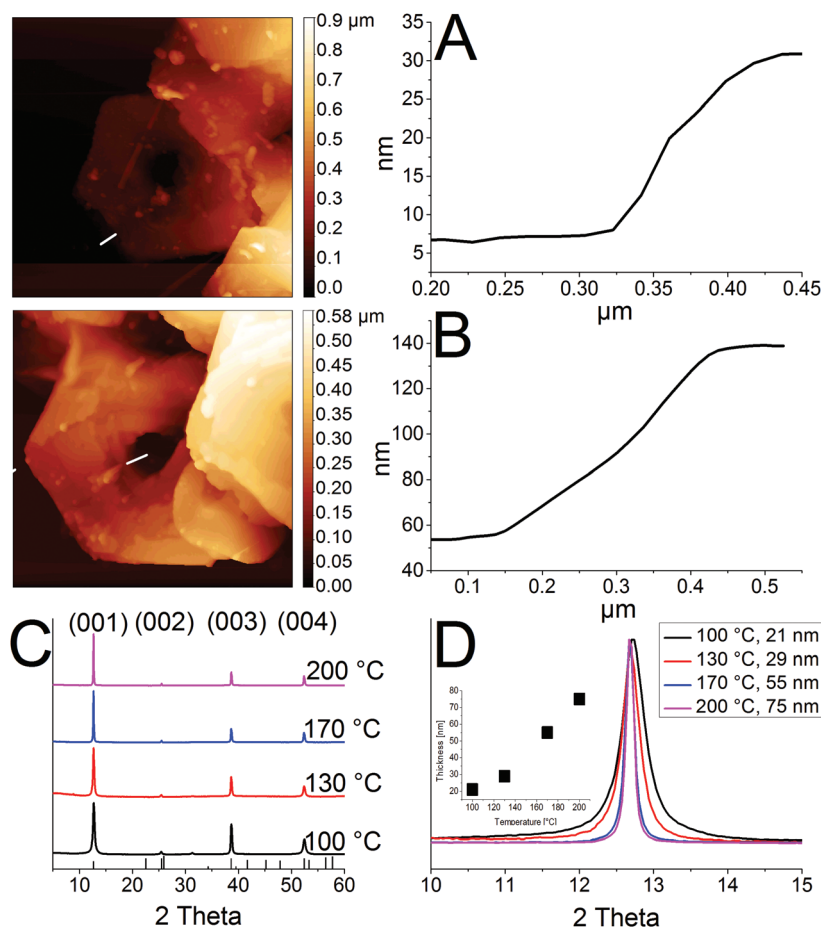 0.9 µm
0.8
0.7
0.6
0.5
0.4
0.3
0.2
0.1
0.0
A
35
30
25
20
15
10
5
nm
0.20 0.25 0.30 0.35 0.40 0.45
µm
0.58 µm
0.50
0.45
0.40
0.35
0.30
0.25
0.20
0.15
0.10
0.05
0.00
B
140
120
100
80
60
40
nm
0.1 0.2 0.3 0.4 0.5
µm
C
(001) (002) (003) (004)
200 °C
170 °C
130 °C
100 °C
10 20 30 40 50 60
2 Theta
D
100 °C, 21 nm
130 °C, 29 nm
170 °C, 55 nm
200 °C, 75 nm
80
70
60
50
40
30
20
Thickness [nm]
100 120 140 160 180 200
Temperature [°C]
10 11 12 13 14 15
2 Theta